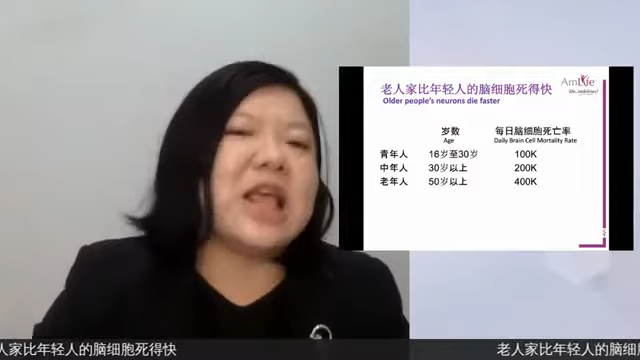 老人家比年轻人的脑细胞死得快
AmLife
Older people's neurons die faster
岁数 每日脑细胞死亡率
Age Daily Brain Cell Mortality Rate
青年人 16岁至30岁 100K
中年人 30岁以上 200K
老年人 50岁以上 400K
人家比年轻人的脑细胞死得快 老人家比年轻人的脑细胞